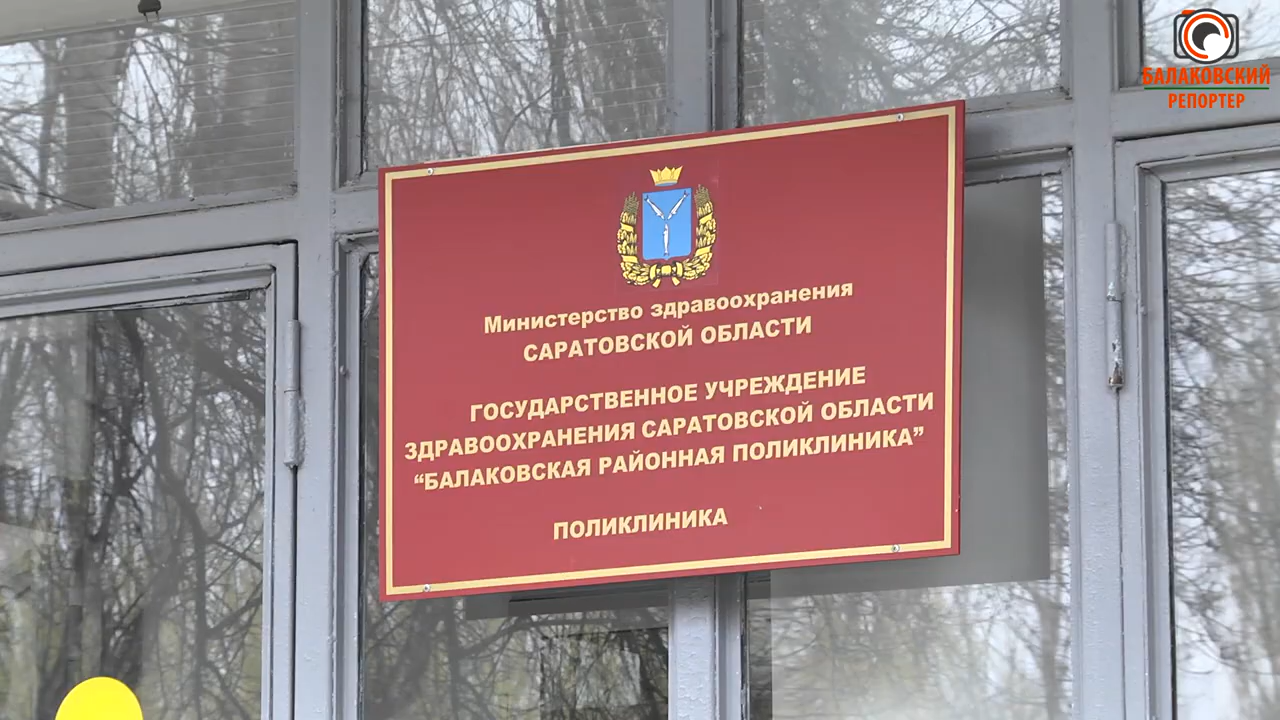 БАЛАКОВСКИЙ
РЕПОРТЕР
Министерство здравоохранения
САРАТОВСКОЙ ОБЛАСТИ
ГОСУДАРСТВЕННОЕ УЧРЕЖДЕНИЕ
ЗДРАВООХРАНЕНИЯ САРАТОВСКОЙ ОБЛАСТИ
“БАЛАКОВСКАЯ РАЙОННАЯ ПОЛИКЛИНИКА”
ПОЛИКЛИНИКА